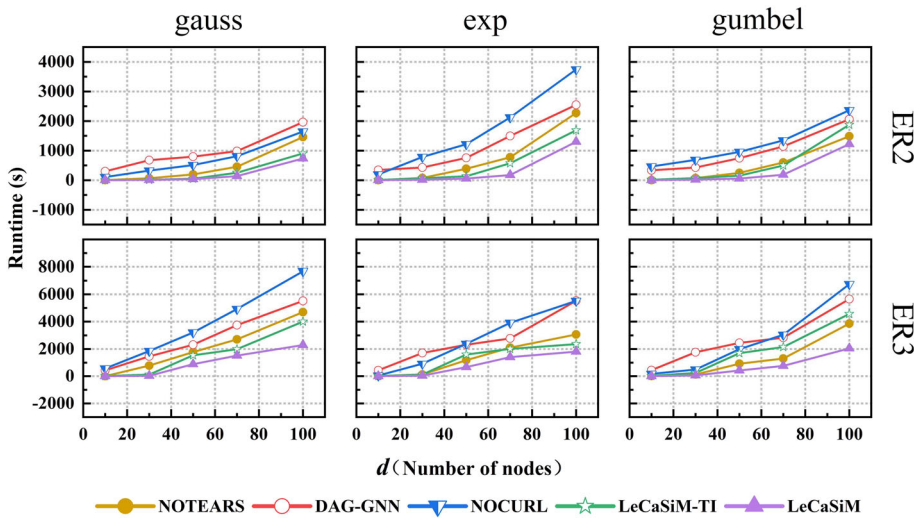 gauss exp gumbel
4000
3000
2000
1000
0
-1000
ER2
Runtime (s)
8000
6000
4000
2000
0
-2000
ER3
0 20 40 60 80 100 0 20 40 60 80 100 0 20 40 60 80 100
d (Number of nodes)
NOTEARS DAG-GNN NOCURL LeCaSiM-TI LeCaSiM